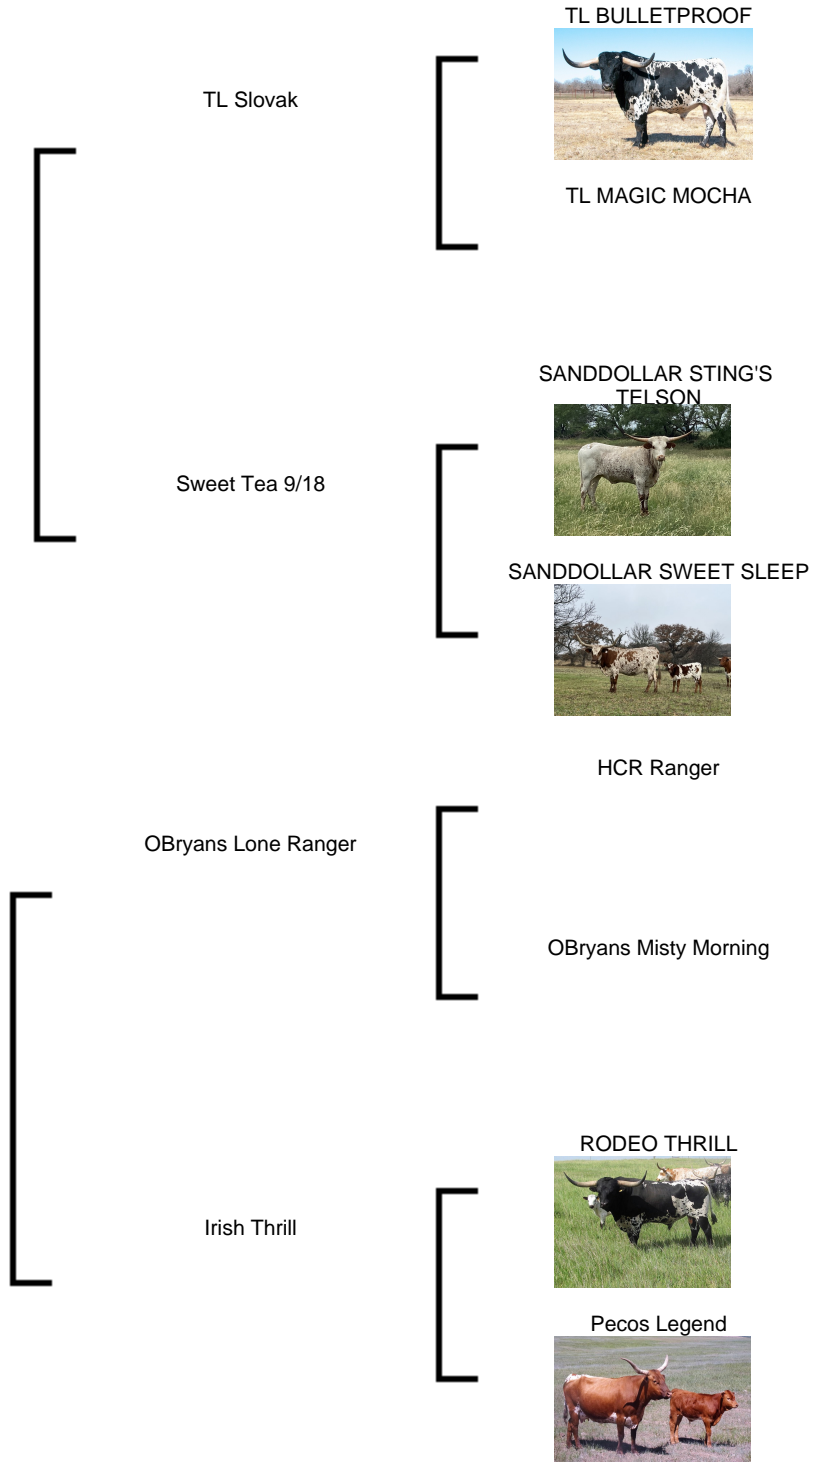 TL BULLETPROOF
TL Slovak
TL MAGIC MOCHA
SANDDOLLAR STING'S
TELSON
Sweet Tea 9/18
SANDDOLLAR SWEET SLEEP
HCR Ranger
OBryans Lone Ranger
OBryans Misty Morning
RODEO THRILL
Irish Thrill
Pecos Legend